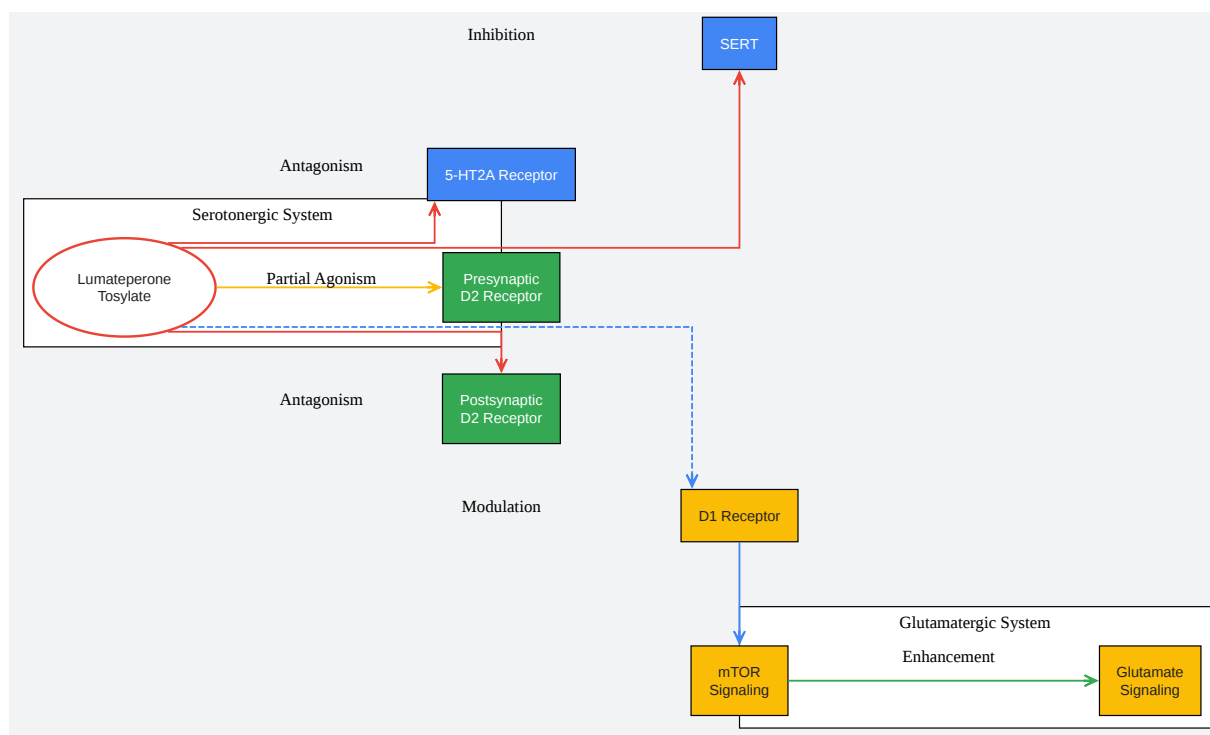 Inhibition
SERT
Antagonism
5-HT2A Receptor
Serotonergic System
Lumateperone
Tosylate
Partial Agonism
Presynaptic
D2 Receptor
Antagonism
Postsynaptic
D2 Receptor
Modulation
D1 Receptor
Glutamatergic System
Enhancement
mTOR
Signaling
Glutamate
Signaling